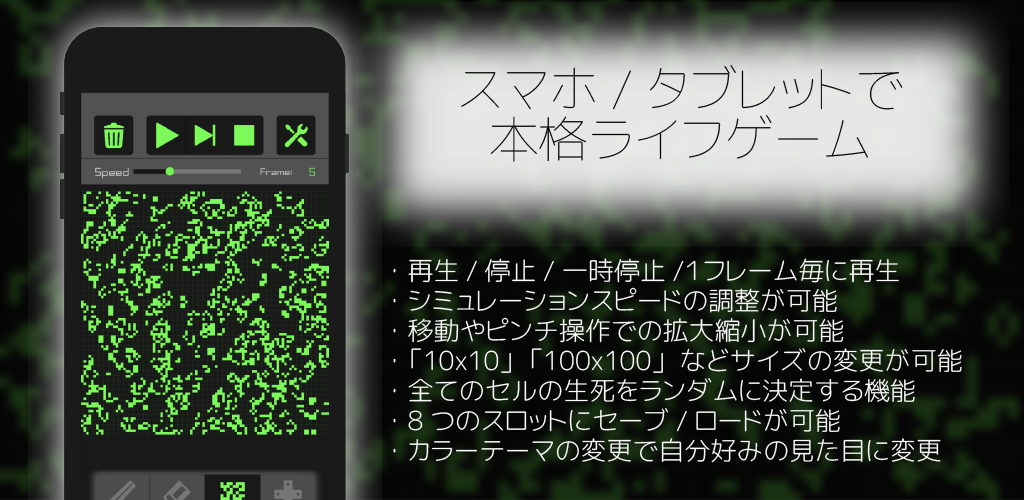 スマホ / タブレットで
本格ライフゲーム
Speed
Frame: 5
・再生 / 停止 / 一時停止 /1フレーム毎に再生
・シミュレーションスピードの調整が可能
・移動やピンチ操作での拡大縮小が可能
・「10x10」「100x100」などサイズの変更が可能
・全てのセルの生死をランダムに決定する機能
・8 つのスロットにセーブ / ロードが可能
・カラーテーマの変更で自分好みの見た目に変更